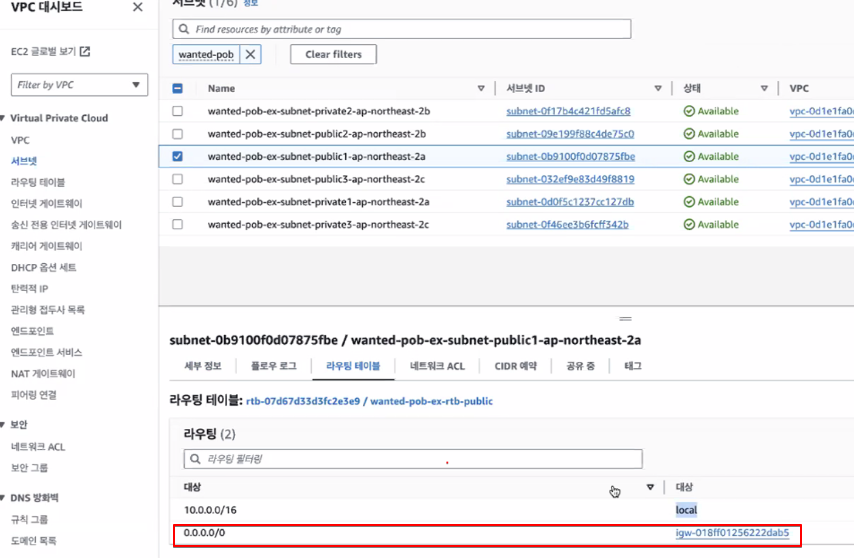 VPC 대시보드
EC2 글로벌 보기
Filter by VPC
Virtual Private Cloud
VPC
서브넷
라우팅 테이블
인터넷 게이트웨이
송신 전용 인터넷 게이트웨이
캐리어 게이트웨이
DHCP 옵션 세트
탄력적 IP
관리형 접두사 목록
엔드포인트
엔드포인트 서비스
NAT 게이트웨이
피어링 연결
보안
네트워크 ACL
보안 그룹
DNS 방화벽
규칙 그룹
도메인 목록
서브넷 (1/6) 정보
Find resources by attribute or tag
wanted-pob
Clear filters
Name 서브넷 ID 상태 VPC
wanted-pob-ex-subnet-private2-ap-northeast-2b subnet-0f17b4c421fd5afc8 Available vpc-0d1e1fa0
wanted-pob-ex-subnet-public2-ap-northeast-2b subnet-09e199f88c4de75c0 Available vpc-0d1e1fa0
wanted-pob-ex-subnet-public1-ap-northeast-2a subnet-0b9100f0d07875fbe Available vpc-0d1e1fa0
wanted-pob-ex-subnet-public3-ap-northeast-2c subnet-032ef9e83d49f8819 Available vpc-0d1e1fa0
wanted-pob-ex-subnet-private1-ap-northeast-2a subnet-0d0f5c1237cc127db Available vpc-0d1e1fa0
wanted-pob-ex-subnet-private3-ap-northeast-2c subnet-0f46ee3b6fcff342b Available vpc-0d1e1fa0
subnet-0b9100f0d07875fbe / wanted-pob-ex-subnet-public1-ap-northeast-2a
세부 정보 플로우 로그 라우팅 테이블 네트워크 ACL CIDR 예약 공유 중 태그
라우팅 테이블: rtb-07d67d33d3fc2e3e9 / wanted-pob-ex-rtb-public
라우팅 (2)
라우팅 필터링
대상 대상
10.0.0.0/16 local
0.0.0.0/0 igw-018ff01256222dab5